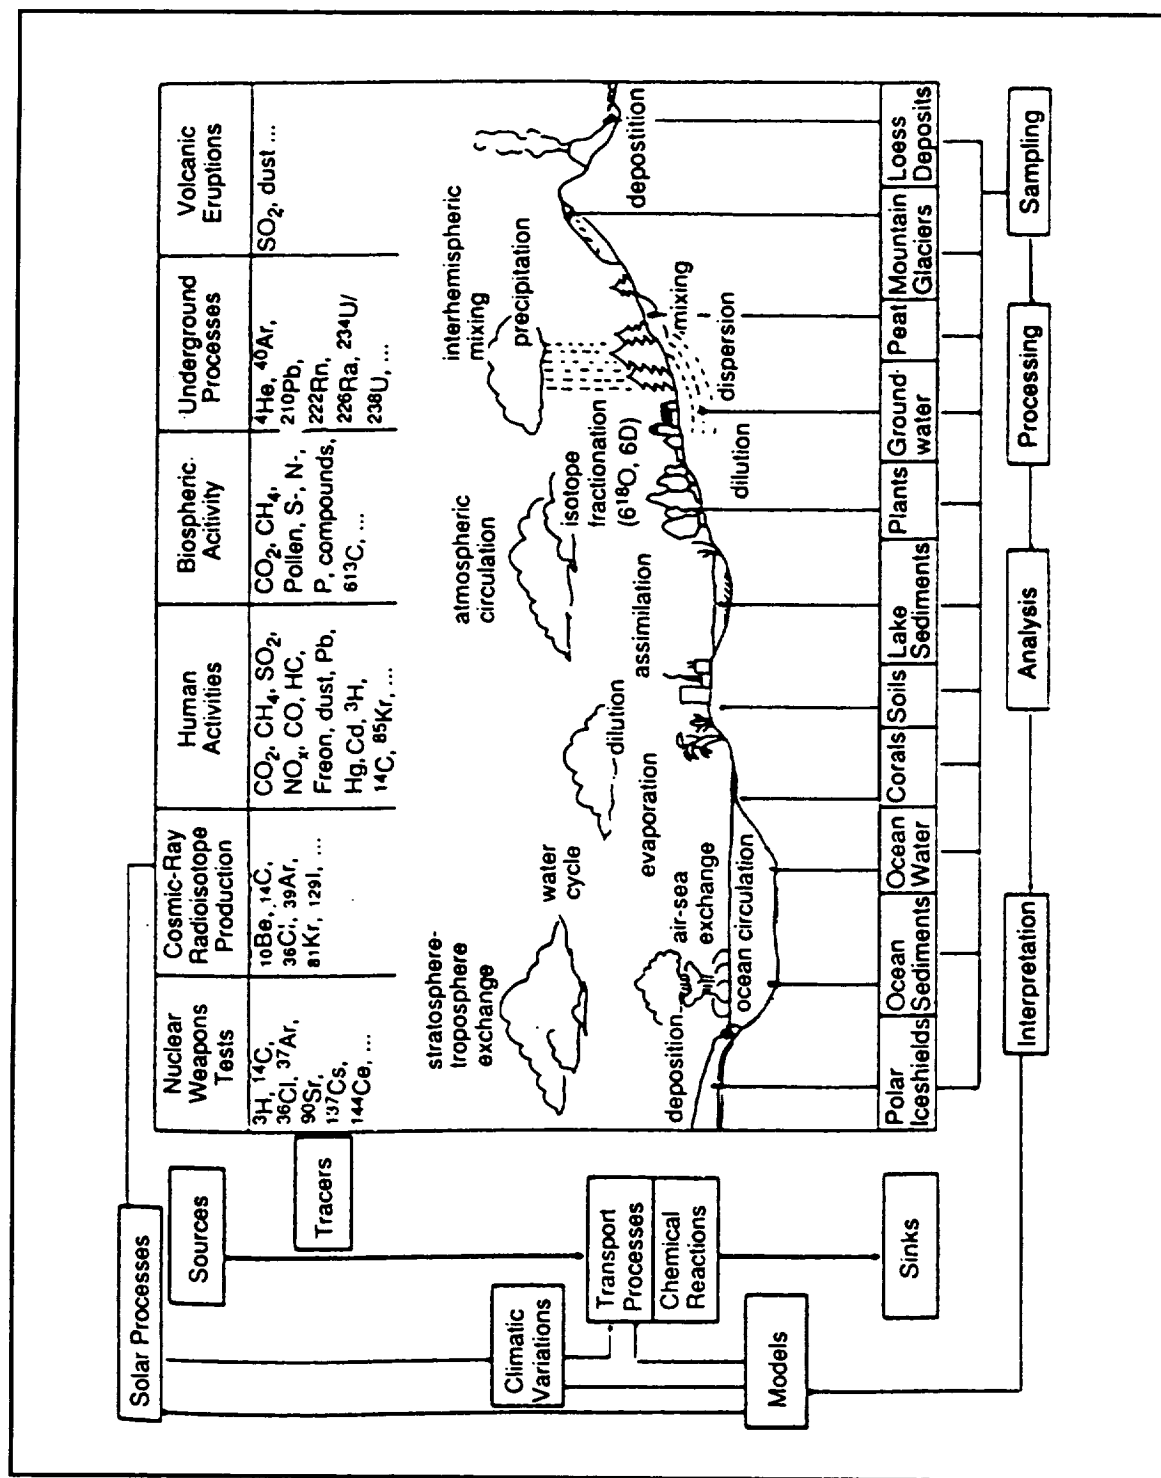 Solar Processes
Sources
Tracers
Climatic
Variations
Transport
Processes
Chemical
Reactions
Models
Sinks
Nuclear
Weapons
Tests
³H, ¹⁴C,
³⁶Cl, ³⁷Ar,
⁹⁰Sr,
¹³⁷Cs,
¹⁴⁴Ce, ...
Cosmic-Ray
Radioisotope
Production
¹⁰Be, ¹⁴C,
³⁶Cl, ³⁹Ar,
⁸¹Kr, ¹²⁹I, ...
Human
Activities
CO₂, CH₄, SO₂,
NOₓ, CO, HC,
Freon, dust, Pb,
Hg, Cd, ³H,
¹⁴C, ⁸⁵Kr, ...
Biospheric
Acitivity
CO₂, CH₄,
Pollen, S-, N-,
P, compounds,
6¹³C, ...
Underground
Processes
⁴He, ⁴⁰Ar,
²¹⁰Pb,
²²²Rn,
²²⁶Ra, ²³⁴U/
²³⁸U, ...
Volcanic
Eruptions
SO₂, dust ...
stratosphere-
troposphere
exchange
water
cycle
atmospheric
circulation
interhemispheric
mixing
precipitation
dilution
isotope
fractionation
(6¹⁸O, 6D)
evaporation
assimilation
deposition
air-sea
exchange
ocean circulation
dilution
dispersion
mixing
depostition
Polar
Iceshields
Ocean
Sediments
Ocean
Water
Corals
Soils
Lake
Sediments
Plants
Ground-
water
Peat
Mountain
Glaciers
Loess
Deposits
Interpretation
Analysis
Processing
Sampling